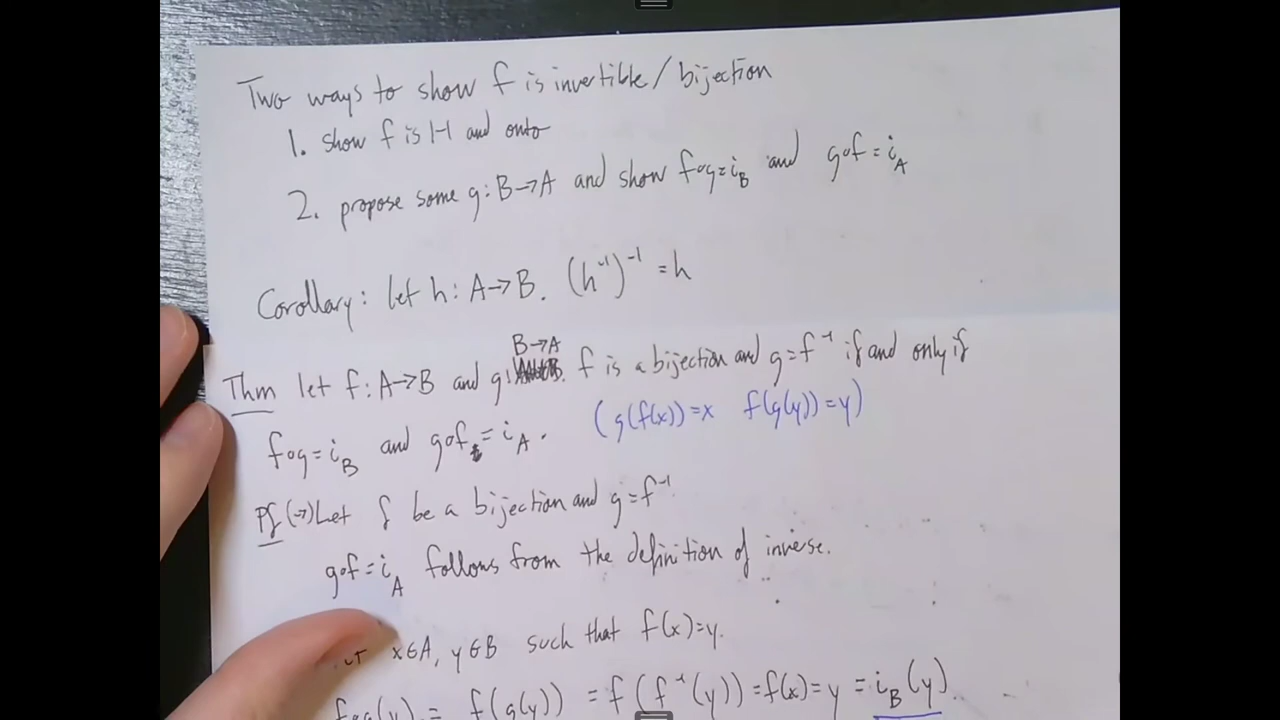 Two ways to show f is invertible/bijection
1. show f is 1-1 and onto
2. propose some g: B→A and show f∘g=i_B and g∘f=i_A
Corollary: let h: A→B. (h⁻¹)⁻¹=h
B→A
Thm let f: A→B and g: f is a bijection and g=f⁻¹ if and only if
f∘g=i_B and g∘f=i_A. (g(f(x))=x f(g(y))=y)
Pf (→) Let f be a bijection and g=f⁻¹
g∘f=i_A follows from the definition of inverse.
x∈A, y∈B such that f(x)=y.
f∘g(y) = f(g(y)) = f(f⁻¹(y))=f(x)=y=i_B(y).